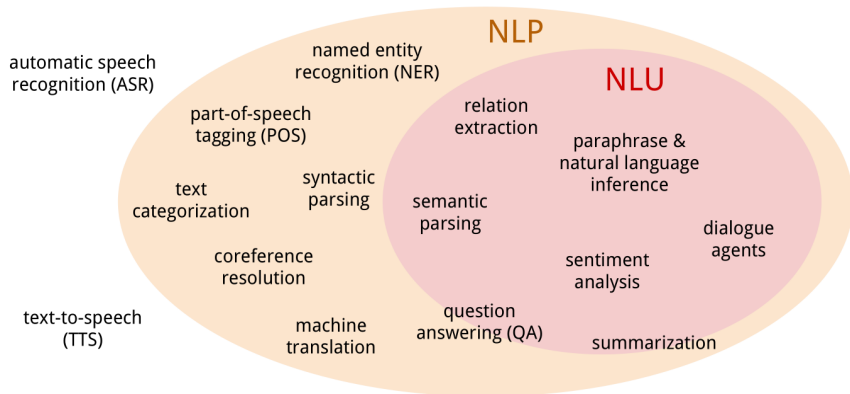 NLP
named entity
recognition (NER)
automatic speech
recognition (ASR)
NLU
relation
extraction
part-of-speech
tagging (POS)
paraphrase &
natural language
inference
syntactic
parsing
text
categorization
semantic
parsing
dialogue
agents
coreference
resolution
sentiment
analysis
question
answering (QA)
text-to-speech
(TTS)
machine
translation
summarization